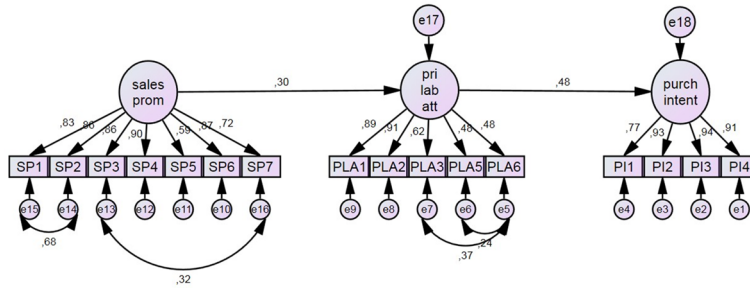 e17
e18
sales
prom
,30
pri
lab
att
,48
purch
intent
,83 ,86 ,86 ,90 ,59 ,87 ,72
,89 ,91 ,62 ,46 ,48
,77 ,93 ,94 ,91
SP1 SP2 SP3 SP4 SP5 SP6 SP7
PLA1 PLA2 PLA3 PLA5 PLA6
PI1 PI2 PI3 PI4
e15 e14 e13 e12 e11 e10 e16
e9 e8 e7 e6 e5
e4 e3 e2 e1
,68
,24
,37
,32